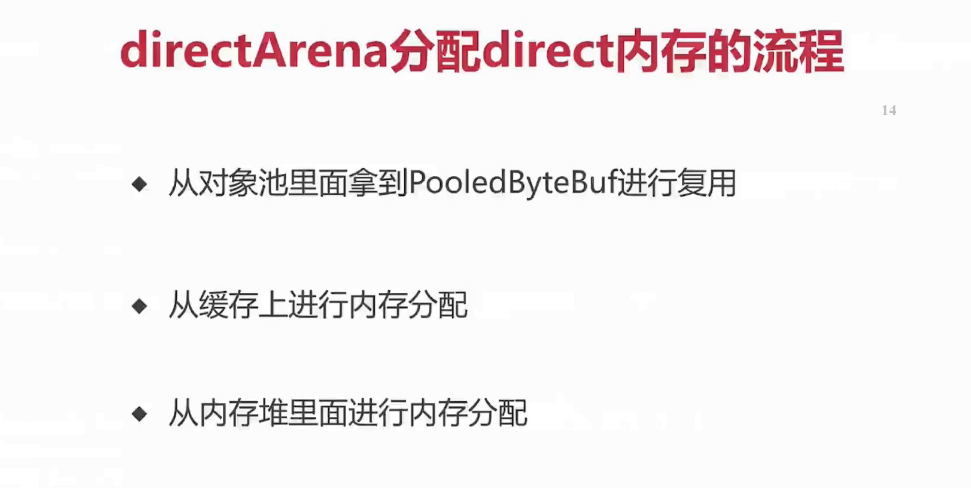 directArena分配direct内存的流程
14
从对象池里面拿到PooledByteBuf进行复用
从缓存上进行内存分配
从内存堆里面进行内存分配